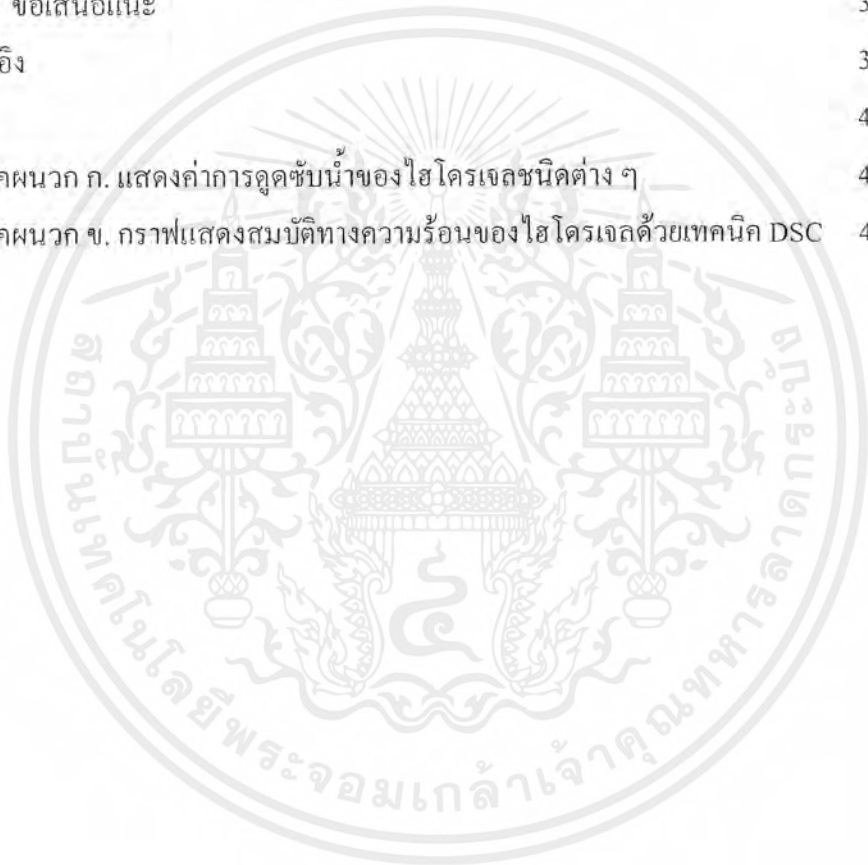 ข้อเสนอแนะ 3
อิง 3
4
คผนวก ก. แสดงค่าการดูดซับน้ำของไฮโดรเจลชนิดต่าง ๆ 4
คผนวก ข. กราฟแสดงสมบัติทางความร้อนของไฮโดรเจลด้วยเทคนิค DSC 4
สถาบันเทคโนโลยีพระจอมเกล้าเจ้าคุณทหารลาดกระบัง